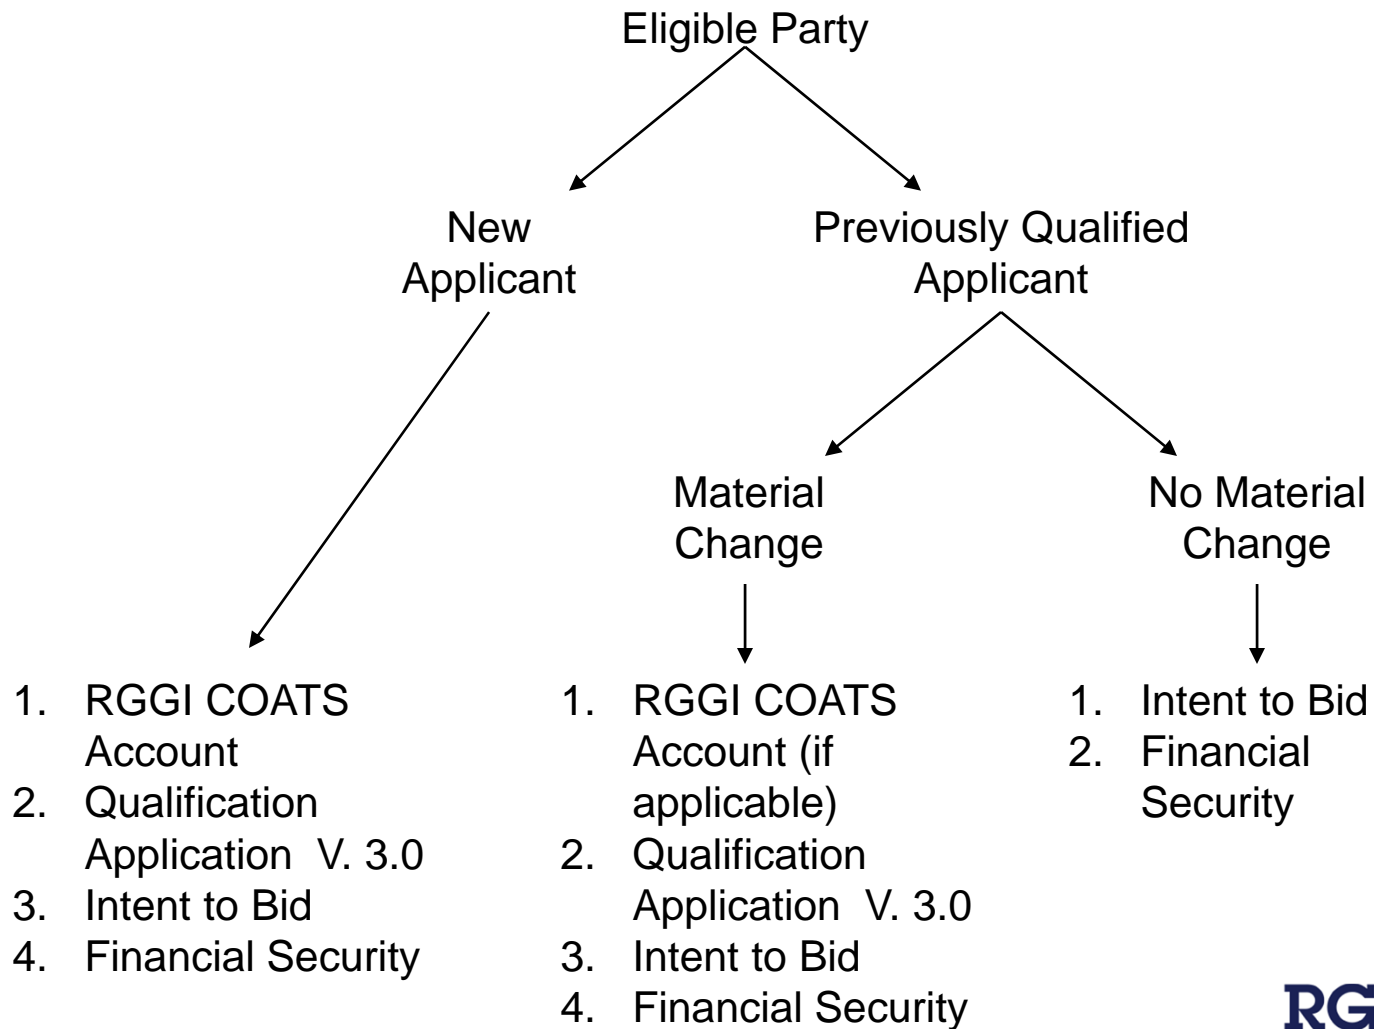 Eligible Party
New
Applicant
Previously Qualified
Applicant
Material
Change
No Material
Change
1. RGGI COATS
Account
2. Qualification
Application V. 3.0
3. Intent to Bid
4. Financial Security
1. RGGI COATS
Account (if
applicable)
2. Qualification
Application V. 3.0
3. Intent to Bid
4. Financial Security
1. Intent to Bid
2. Financial
Security
RG